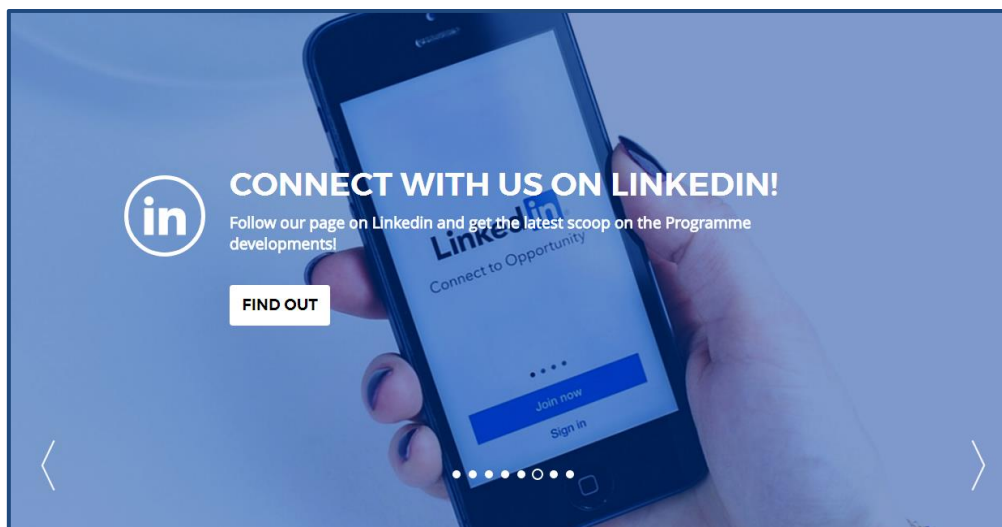 CONNECT WITH US ON LINKEDIN!
in
Follow our page on Linkedin and get the latest scoop on the Programme
developments!
Linkedin
Connect to Opportunity
FIND OUT
Join now
Sign in